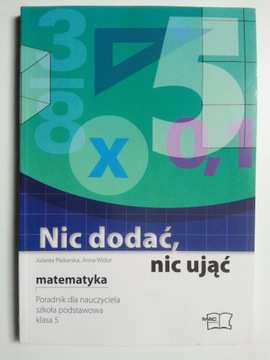 3
8
5
x
0,1
Nic dodać,
nic ująć
Jolanta Piekarska, Anna Widur
matematyka
Poradnik dla nauczyciela
szkoła podstawowa
klasa 5
MAC